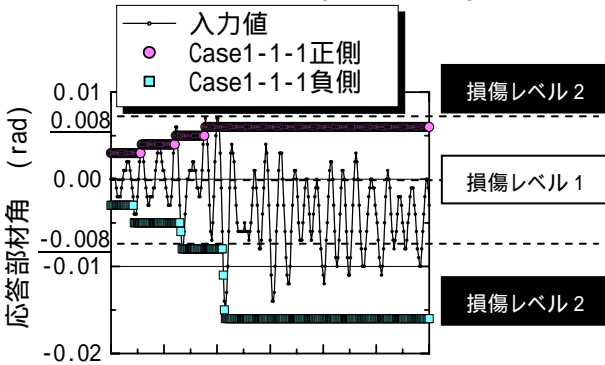 入力値
Case1-1-1正側
Case1-1-1負側
0.01
0.008
0.00
-0.008
-0.01
-0.02
応答部材角 (rad)
損傷レベル2
損傷レベル1
損傷レベル2